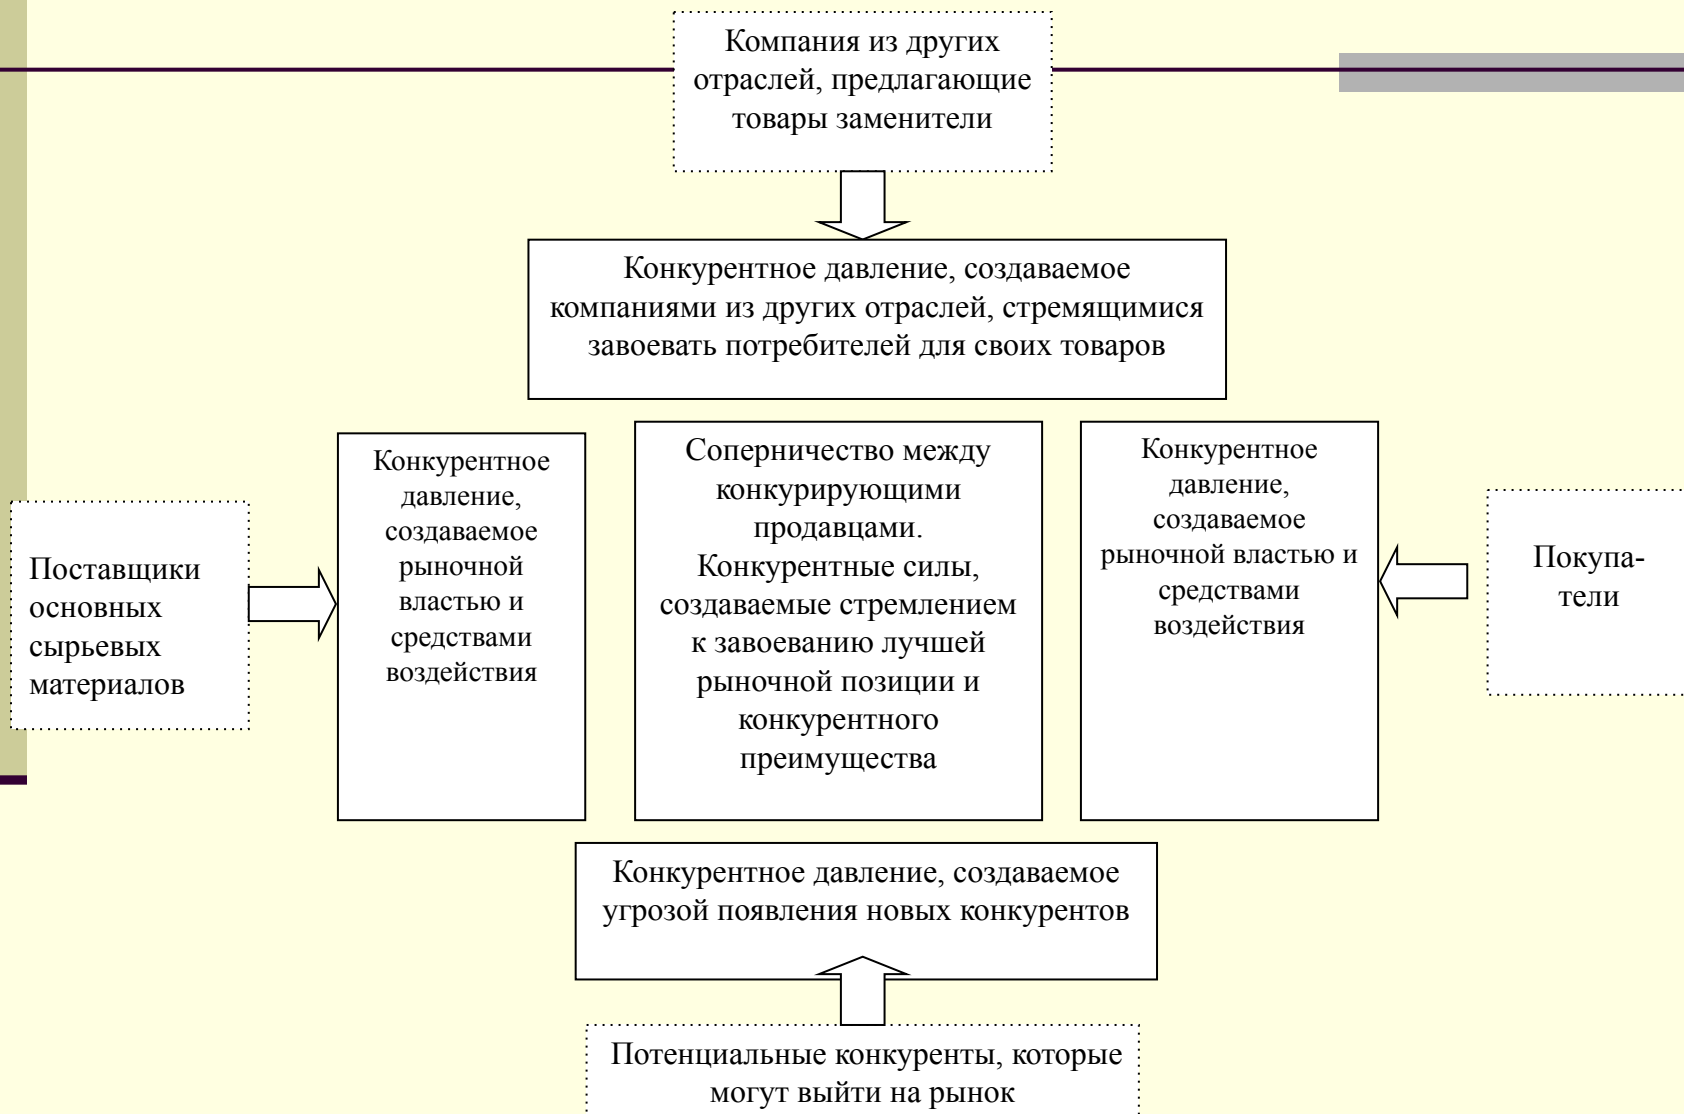 Компания из других
отраслей, предлагающие
товары заменители
Конкурентное давление, создаваемое
компаниями из других отраслей, стремящимися
завоевать потребителей для своих товаров
Поставщики
основных
сырьевых
материалов
Конкурентное
давление,
создаваемое
рыночной
властью и
средствами
воздействия
Соперничество между
конкурирующими
продавцами.
Конкурентные силы,
создаваемые стремлением
к завоеванию лучшей
рыночной позиции и
конкурентного
преимущества
Конкурентное
давление,
создаваемое
рыночной властью и
средствами
воздействия
Покупа-
тели
Конкурентное давление, создаваемое
угрозой появления новых конкурентов
Потенциальные конкуренты, которые
могут выйти на рынок